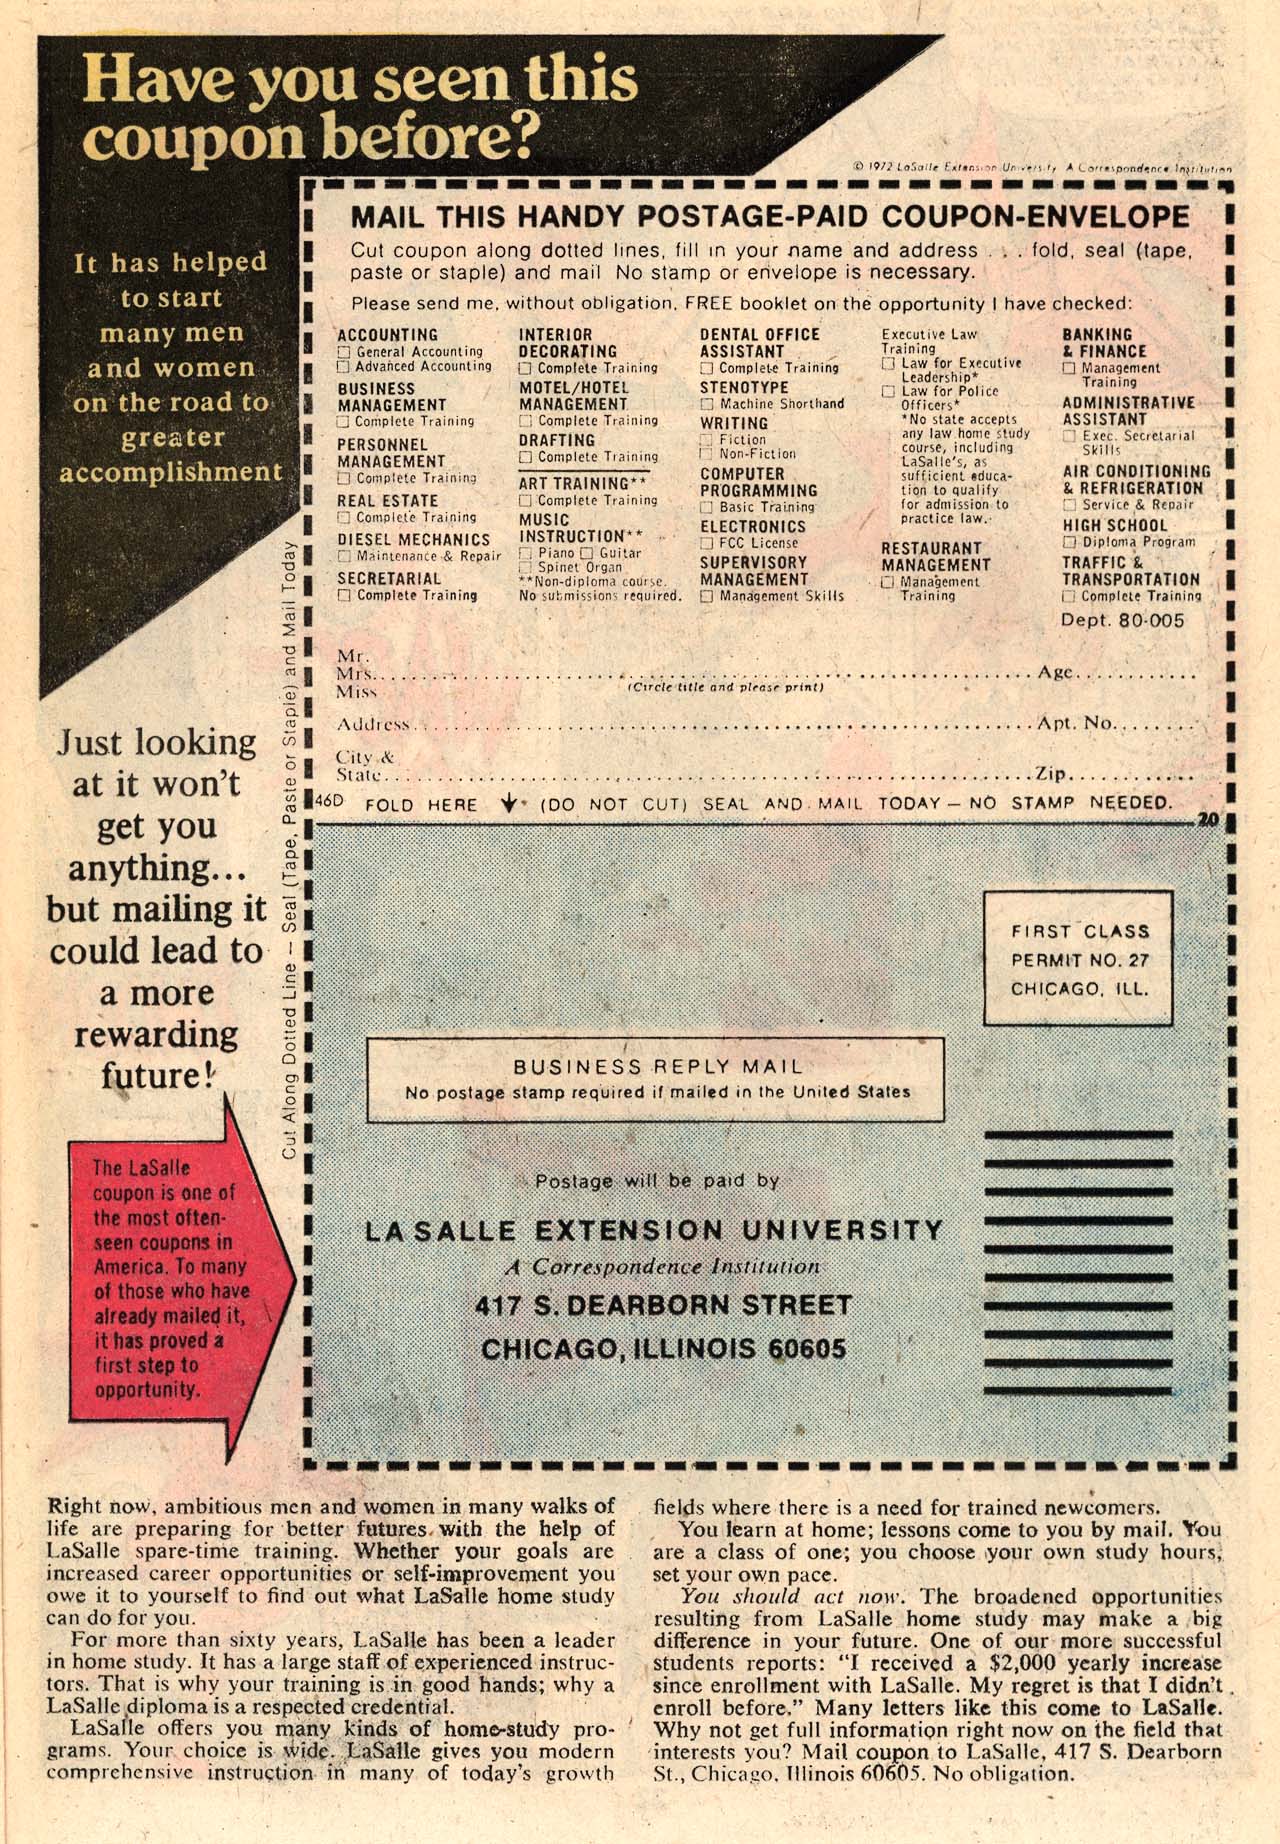 Have you seen this
coupon before?
© 1972 LaSalle Extension University A Correspondence Institution
It has helped
to start
many men
and women
on the road to
greater
accomplishment
Just looking
at it won't
get you
anything...
but mailing it
could lead to
a more
rewarding
future!
The LaSalle
coupon is one of
the most often-
seen coupons in
America. To many
of those who have
already mailed it,
it has proved a
first step to
opportunity.
Cut Along Dotted Line – Seal (Tape, Paste or Staple) and Mail Today
MAIL THIS HANDY POSTAGE-PAID COUPON-ENVELOPE
Cut coupon along dotted lines, fill in your name and address . . . fold, seal (tape,
paste or staple) and mail No stamp or envelope is necessary.
Please send me, without obligation, FREE booklet on the opportunity I have checked:
ACCOUNTING
☐ General Accounting
☐ Advanced Accounting
BUSINESS
MANAGEMENT
☐ Complete Training
PERSONNEL
MANAGEMENT
☐ Complete Training
REAL ESTATE
☐ Complete Training
DIESEL MECHANICS
☐ Maintenance & Repair
SECRETARIAL
☐ Complete Training
INTERIOR
DECORATING
☐ Complete Training
MOTEL/HOTEL
MANAGEMENT
☐ Complete Training
DRAFTING
☐ Complete Training
ART TRAINING**
☐ Complete Training
MUSIC
INSTRUCTION**
☐ Piano ☐ Guitar
☐ Spinet Organ
**Non-diploma course.
No submissions required.
DENTAL OFFICE
ASSISTANT
☐ Complete Training
STENOTYPE
☐ Machine Shorthand
WRITING
☐ Fiction
☐ Non-Fiction
COMPUTER
PROGRAMMING
☐ Basic Training
ELECTRONICS
☐ FCC License
SUPERVISORY
MANAGEMENT
☐ Management Skills
Executive Law
Training
☐ Law for Executive
Leadership*
☐ Law for Police
Officers*
*No state accepts
any law home study
course, including
LaSalle's, as
sufficient educa-
tion to qualify
for admission to
practice law.
RESTAURANT
MANAGEMENT
☐ Management
Training
BANKING
& FINANCE
☐ Management
Training
ADMINISTRATIVE
ASSISTANT
☐ Exec. Secretarial
Skills
AIR CONDITIONING
& REFRIGERATION
☐ Service & Repair
HIGH SCHOOL
☐ Diploma Program
TRAFFIC &
TRANSPORTATION
☐ Complete Training
Dept. 80-005
Mr.
Mrs. Age
Miss (Circle title and please print)
Address Apt. No.
City &
State Zip
46D FOLD HERE ↓ (DO NOT CUT) SEAL AND MAIL TODAY – NO STAMP NEEDED.
20
FIRST CLASS
PERMIT NO. 27
CHICAGO, ILL.
BUSINESS REPLY MAIL
No postage stamp required if mailed in the United States
Postage will be paid by
LA SALLE EXTENSION UNIVERSITY
A Correspondence Institution
417 S. DEARBORN STREET
CHICAGO, ILLINOIS 60605
Right now, ambitious men and women in many walks of
life are preparing for better futures with the help of
LaSalle spare-time training. Whether your goals are
increased career opportunities or self-improvement you
owe it to yourself to find out what LaSalle home study
can do for you.
For more than sixty years, LaSalle has been a leader
in home study. It has a large staff of experienced instruc-
tors. That is why your training is in good hands; why a
LaSalle diploma is a respected credential.
LaSalle offers you many kinds of home-study pro-
grams. Your choice is wide. LaSalle gives you modern
comprehensive instruction in many of today's growth
fields where there is a need for trained newcomers.
You learn at home; lessons come to you by mail. You
are a class of one; you choose your own study hours,
set your own pace.
You should act now. The broadened opportunities
resulting from LaSalle home study may make a big
difference in your future. One of our more successful
students reports: "I received a $2,000 yearly increase
since enrollment with LaSalle. My regret is that I didn't
enroll before." Many letters like this come to LaSalle.
Why not get full information right now on the field that
interests you? Mail coupon to LaSalle, 417 S. Dearborn
St., Chicago, Illinois 60605. No obligation.